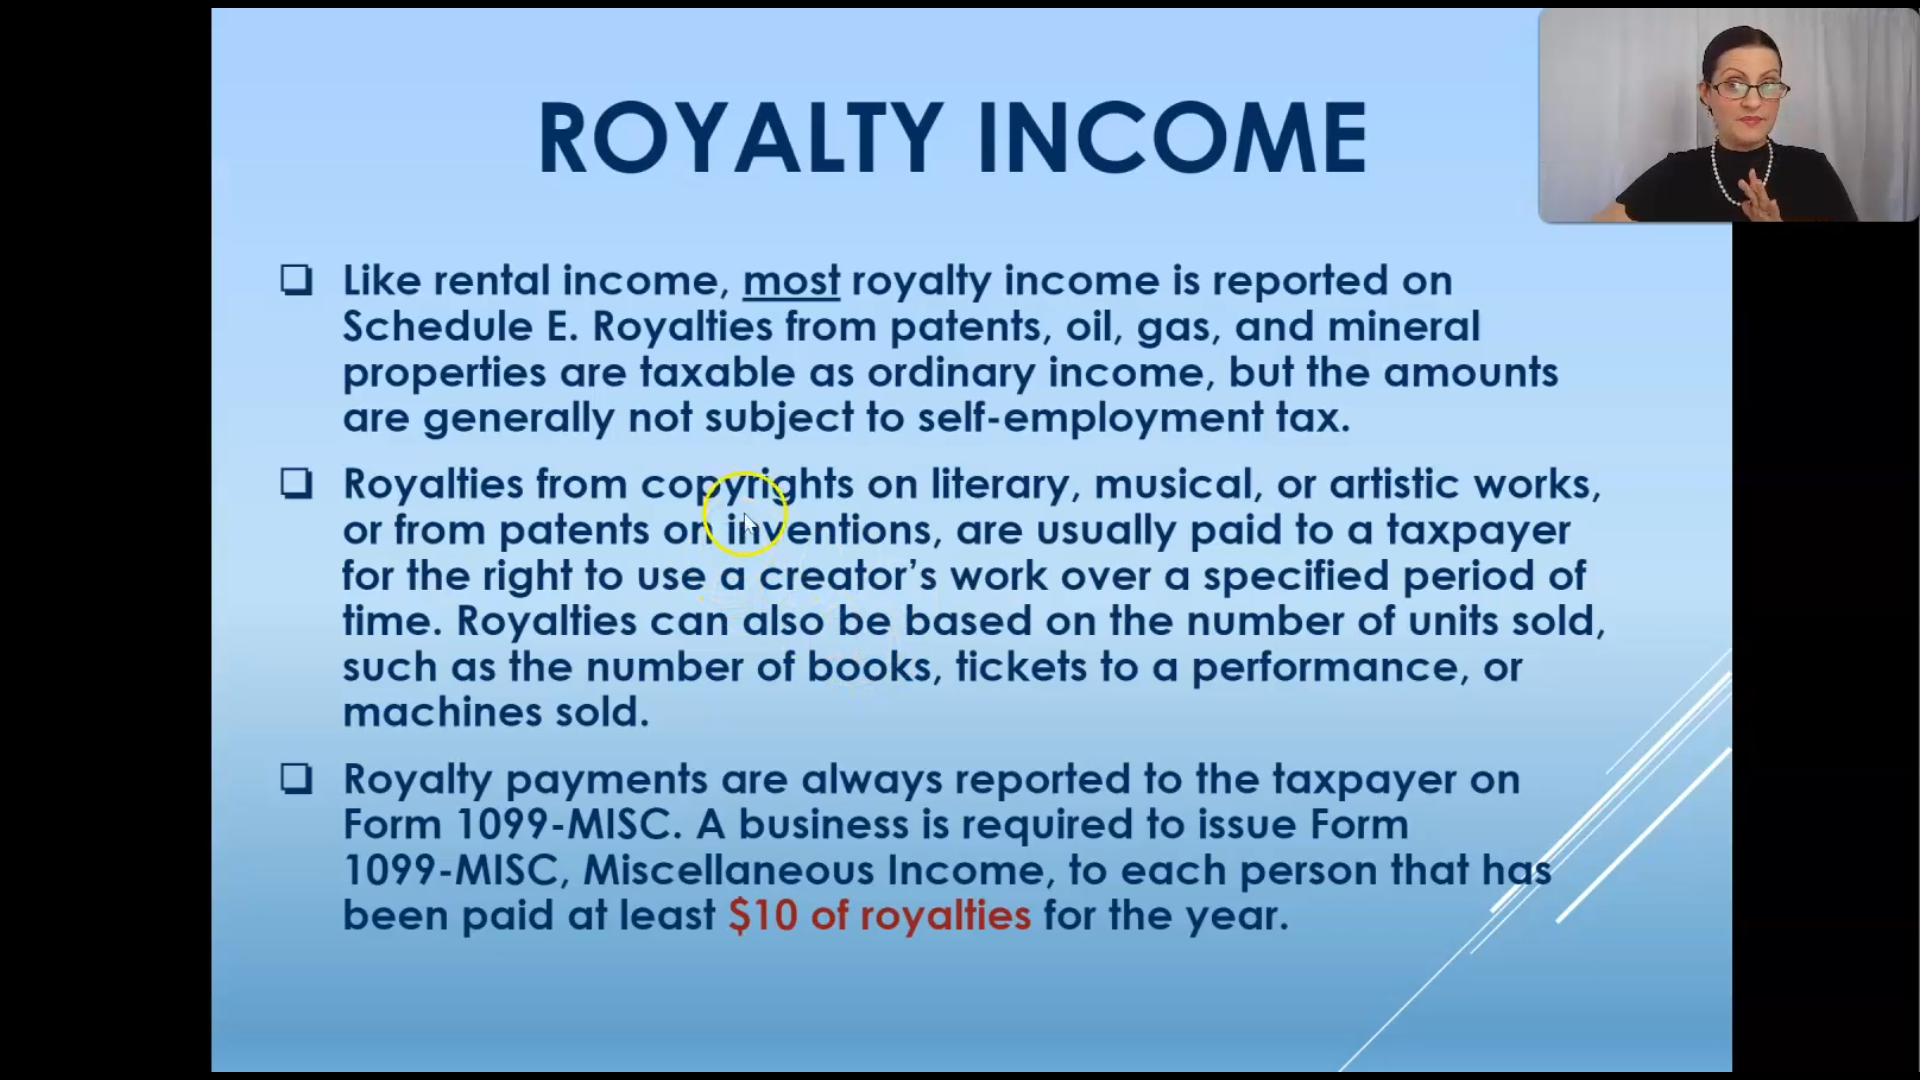 ROYALTY INCOME
Like rental income, most royalty income is reported on
Schedule E. Royalties from patents, oil, gas, and mineral
properties are taxable as ordinary income, but the amounts
are generally not subject to self-employment tax.
Royalties from copyrights on literary, musical, or artistic works,
or from patents on inventions, are usually paid to a taxpayer
for the right to use a creator’s work over a specified period of
time. Royalties can also be based on the number of units sold,
such as the number of books, tickets to a performance, or
machines sold.
Royalty payments are always reported to the taxpayer on
Form 1099-MISC. A business is required to issue Form
1099-MISC, Miscellaneous Income, to each person that has
been paid at least $10 of royalties for the year.